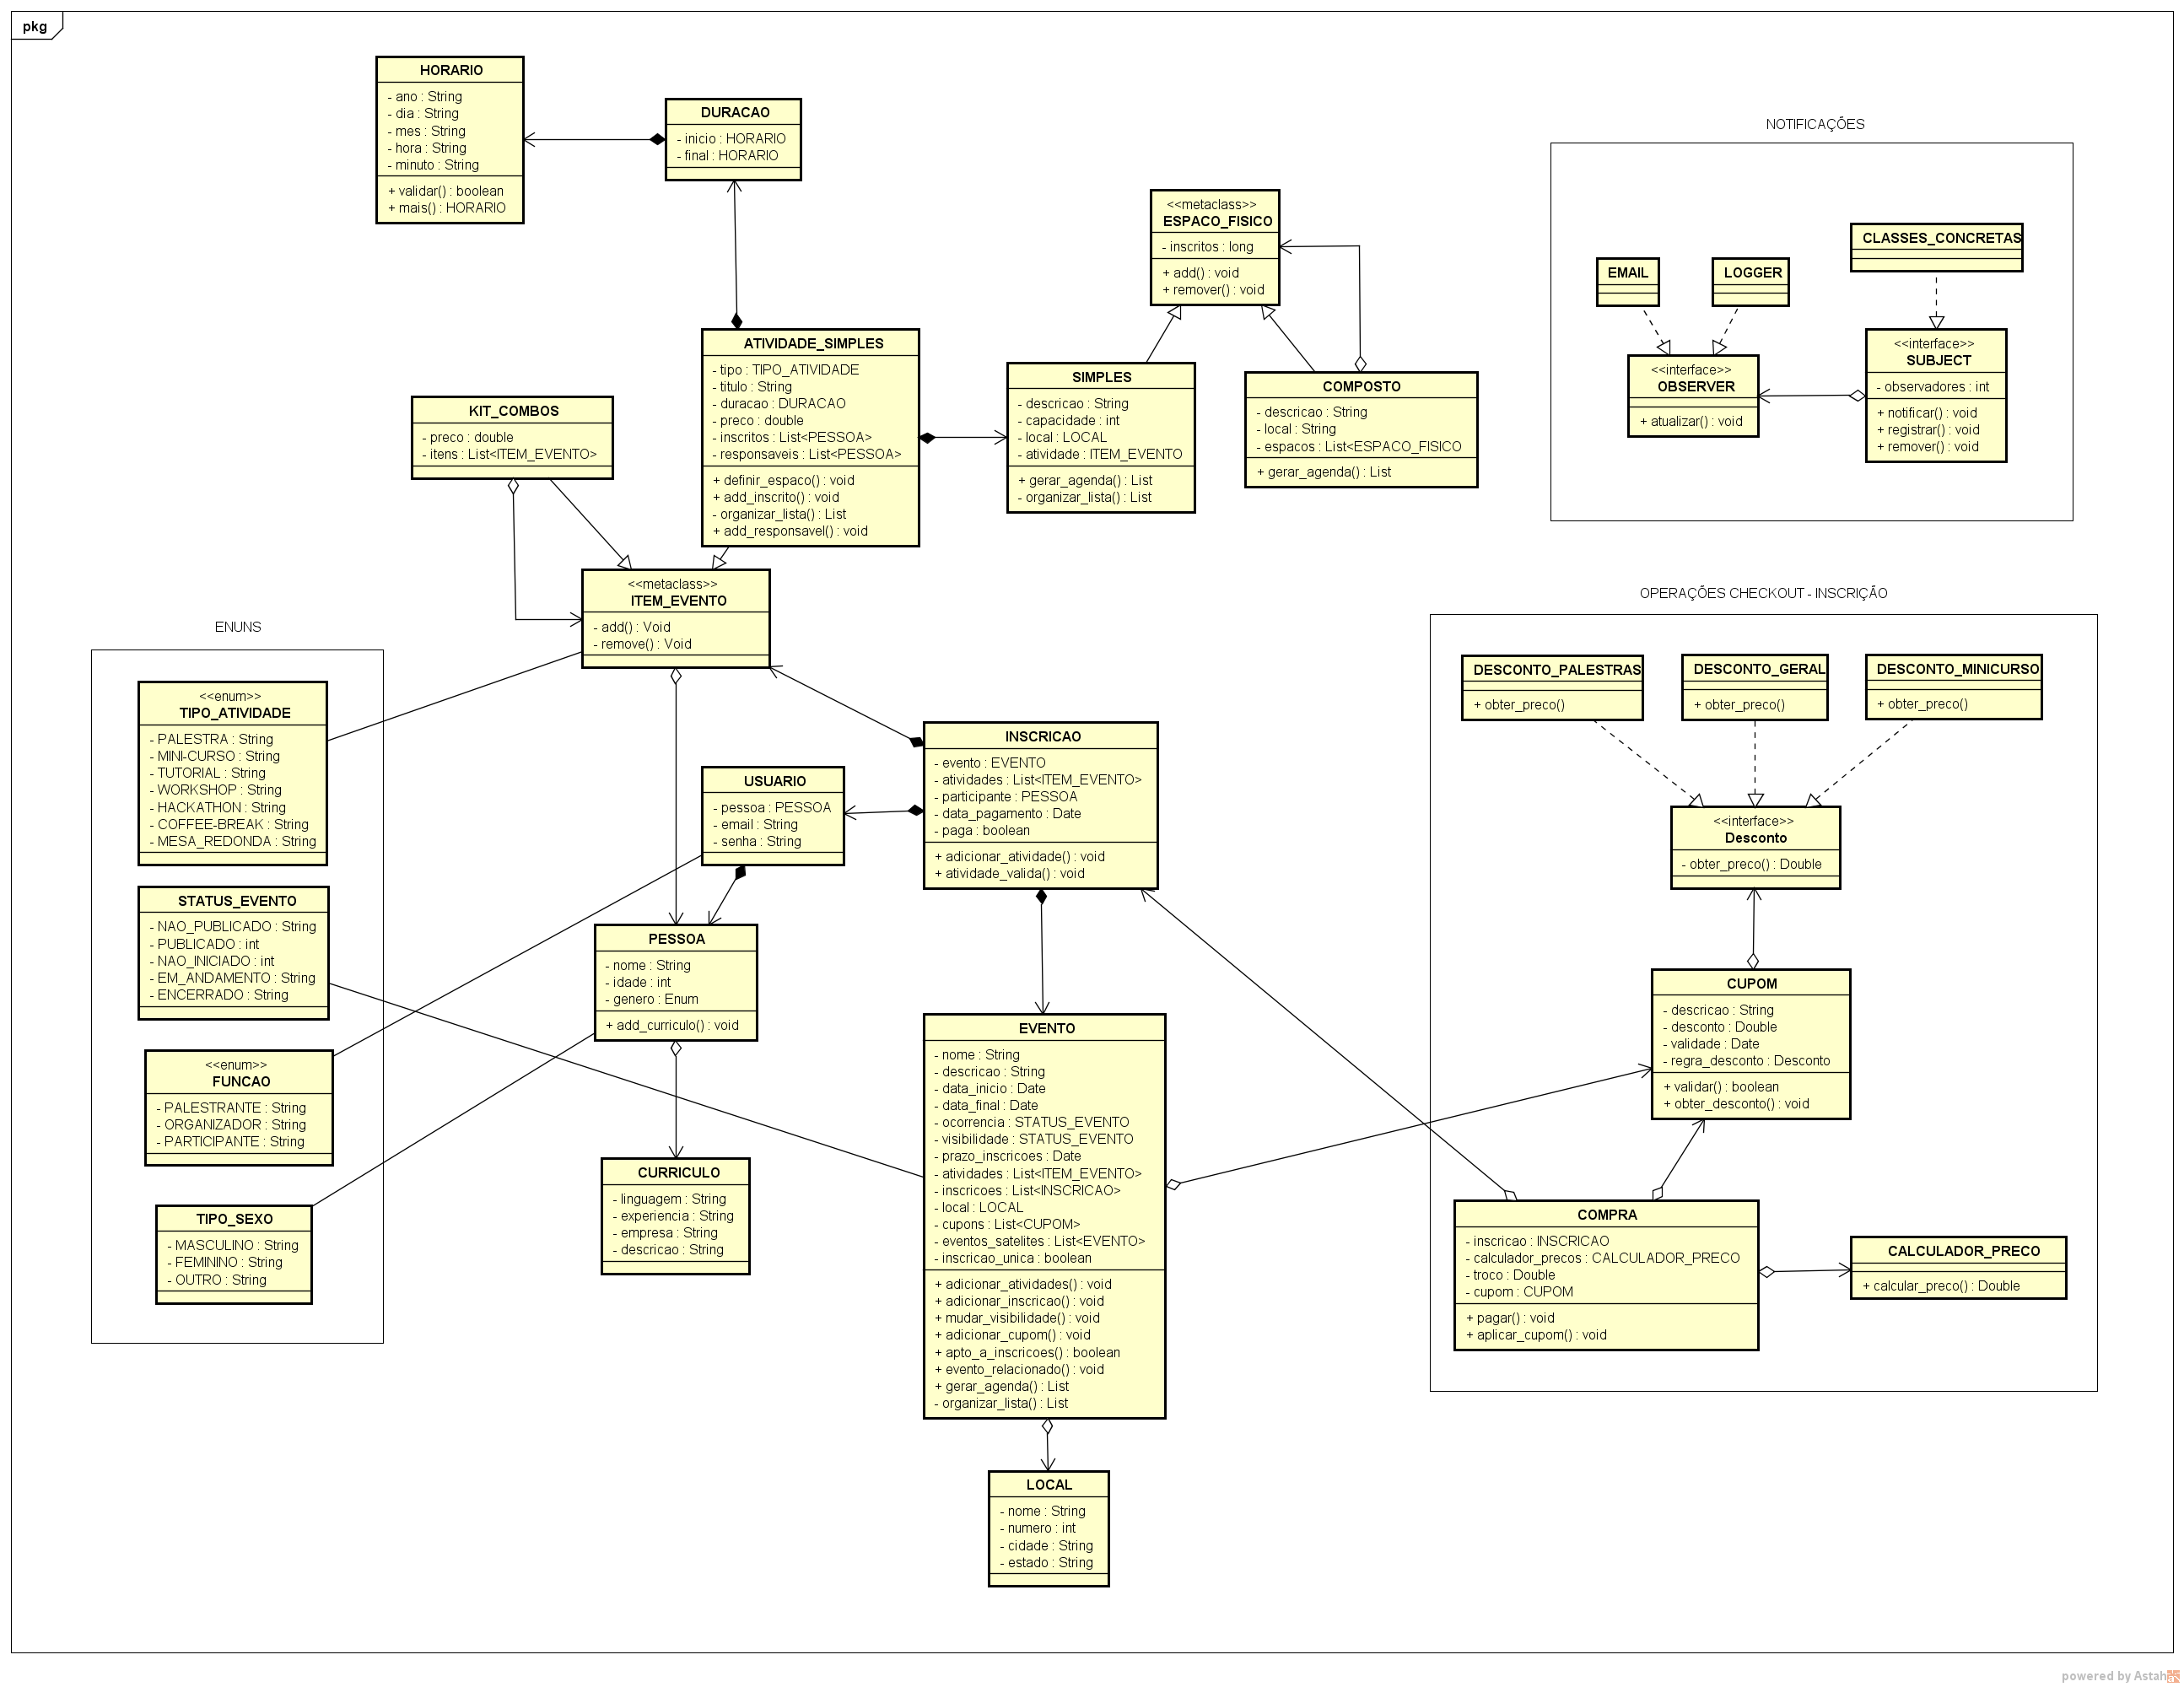 pkg
HORARIO
- ano : String
- dia : String
- mes : String
- hora : String
- minuto : String
+ validar() : boolean
+ mais() : HORARIO
DURACAO
- inicio : HORARIO
- final : HORARIO
<<metaclass>>
ESPACO_FISICO
- inscritos : long
+ add() : void
+ remover() : void
NOTIFICAÇÕES
CLASSES_CONCRETAS
EMAIL
LOGGER
<<interface>>
OBSERVER
+ atualizar() : void
<<interface>>
SUBJECT
- observadores : int
+ notificar() : void
+ registrar() : void
+ remover() : void
ATIVIDADE_SIMPLES
- tipo : TIPO_ATIVIDADE
- titulo : String
- duracao : DURACAO
- preco : double
- inscritos : List<PESSOA>
- responsaveis : List<PESSOA>
+ definir_espaco() : void
+ add_inscrito() : void
- organizar_lista() : List
+ add_responsavel() : void
SIMPLES
- descricao : String
- capacidade : int
- local : LOCAL
- atividade : ITEM_EVENTO
+ gerar_agenda() : List
- organizar_lista() : List
COMPOSTO
- descricao : String
- local : String
- espacos : List<ESPACO_FISICO
+ gerar_agenda() : List
KIT_COMBOS
- preco : double
- itens : List<ITEM_EVENTO>
<<metaclass>>
ITEM_EVENTO
- add() : Void
- remove() : Void
ENUNS
<<enum>>
TIPO_ATIVIDADE
- PALESTRA : String
- MINI-CURSO : String
- TUTORIAL : String
- WORKSHOP : String
- HACKATHON : String
- COFFEE-BREAK : String
- MESA_REDONDA : String
STATUS_EVENTO
- NAO_PUBLICADO : String
- PUBLICADO : int
- NAO_INICIADO : int
- EM_ANDAMENTO : String
- ENCERRADO : String
<<enum>>
FUNCAO
- PALESTRANTE : String
- ORGANIZADOR : String
- PARTICIPANTE : String
TIPO_SEXO
- MASCULINO : String
- FEMININO : String
- OUTRO : String
USUARIO
- pessoa : PESSOA
- email : String
- senha : String
PESSOA
- nome : String
- idade : int
- genero : Enum
+ add_curriculo() : void
CURRICULO
- linguagem : String
- experiencia : String
- empresa : String
- descricao : String
INSCRICAO
- evento : EVENTO
- atividades : List<ITEM_EVENTO>
- participante : PESSOA
- data_pagamento : Date
- paga : boolean
+ adicionar_atividade() : void
+ atividade_valida() : void
EVENTO
- nome : String
- descricao : String
- data_inicio : Date
- data_final : Date
- ocorrencia : STATUS_EVENTO
- visibilidade : STATUS_EVENTO
- prazo_inscricoes : Date
- atividades : List<ITEM_EVENTO>
- inscricoes : List<INSCRICAO>
- local : LOCAL
- cupons : List<CUPOM>
- eventos_satelites : List<EVENTO>
- inscricao_unica : boolean
+ adicionar_atividades() : void
+ adicionar_inscricao() : void
+ mudar_visibilidade() : void
+ adicionar_cupom() : void
+ apto_a_inscricoes() : boolean
+ evento_relacionado() : void
+ gerar_agenda() : List
- organizar_lista() : List
LOCAL
- nome : String
- numero : int
- cidade : String
- estado : String
OPERAÇÕES CHECKOUT - INSCRIÇÃO
DESCONTO_PALESTRAS
+ obter_preco()
DESCONTO_GERAL
+ obter_preco()
DESCONTO_MINICURSO
+ obter_preco()
<<interface>>
Desconto
- obter_preco() : Double
CUPOM
- descricao : String
- desconto : Double
- validade : Date
- regra_desconto : Desconto
+ validar() : boolean
+ obter_desconto() : void
COMPRA
- inscricao : INSCRICAO
- calculador_precos : CALCULADOR_PRECO
- troco : Double
- cupom : CUPOM
+ pagar() : void
+ aplicar_cupom() : void
CALCULADOR_PRECO
+ calcular_preco() : Double
powered by Astah